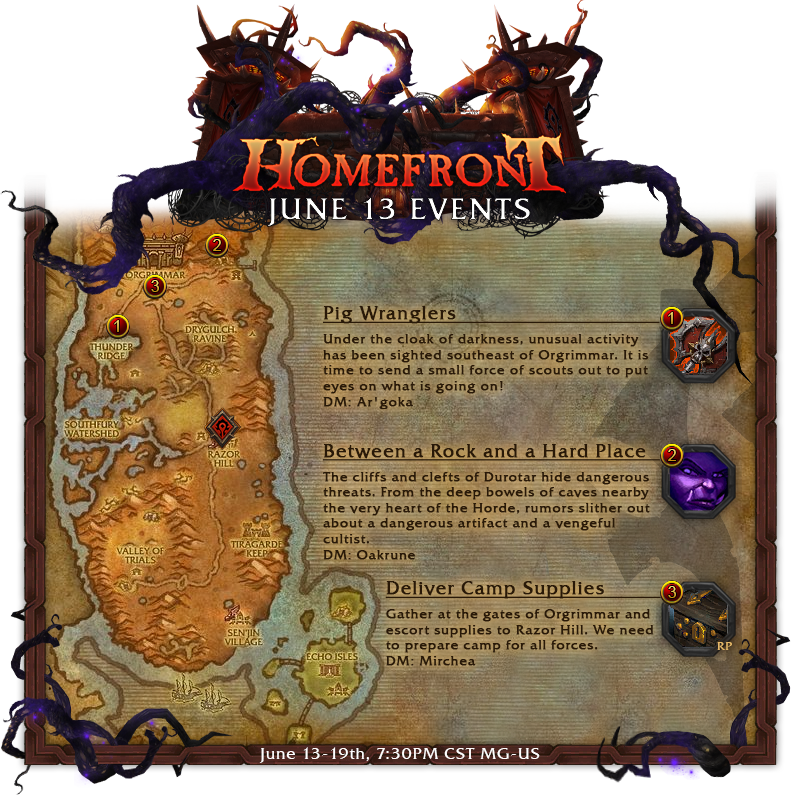 HOMEFRONT
JUNE 13 EVENTS
2
ORGRIMMAR
3
1
THUNDER
RIDGE
DRYGULCH
RAVINE
SOUTHFURY
WATERSHED
RAZOR
HILL
VALLEY OF
TRIALS
TIRAGARDE
KEEP
SEN'JIN
VILLAGE
ECHO ISLES
Pig Wranglers
1
Under the cloak of darkness, unusual activity
has been sighted southeast of Orgrimmar. It is
time to send a small force of scouts out to put
eyes on what is going on!
DM: Ar'goka
Between a Rock and a Hard Place
2
The cliffs and clefts of Durotar hide dangerous
threats. From the deep bowels of caves nearby
the very heart of the Horde, rumors slither out
about a dangerous artifact and a vengeful
cultist.
DM: Oakrune
Deliver Camp Supplies
3
Gather at the gates of Orgrimmar and
escort supplies to Razor Hill. We need
to prepare camp for all forces.
DM: Mirchea
RP
June 13-19th, 7:30PM CST MG-US